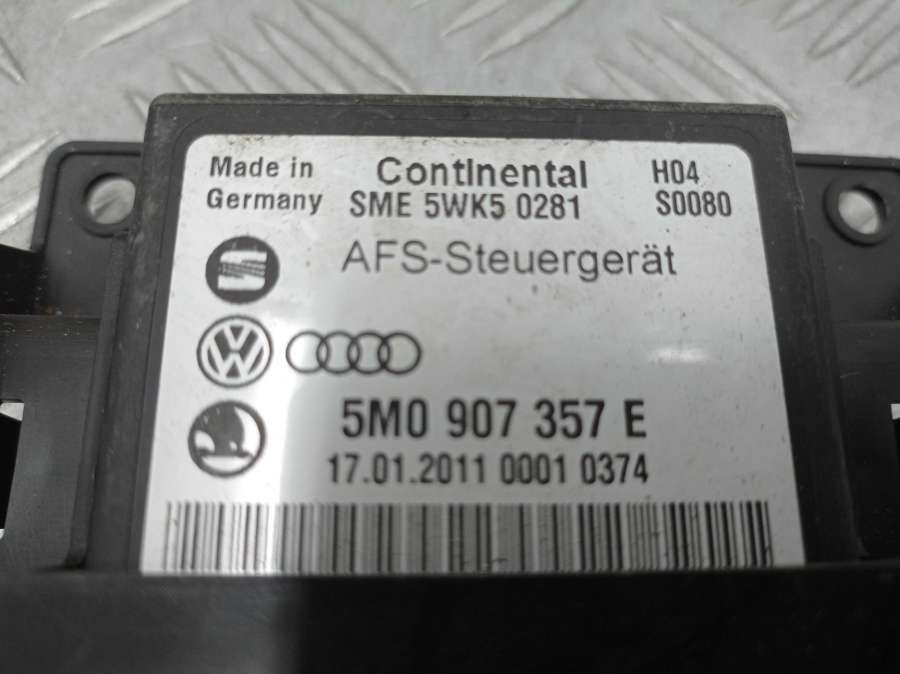 Made in
Germany
Continental
SME 5WK5 0281
H04
S0080
AFS-Steuergerät
5M0 907 357 E
17.01.2011 0001 0374